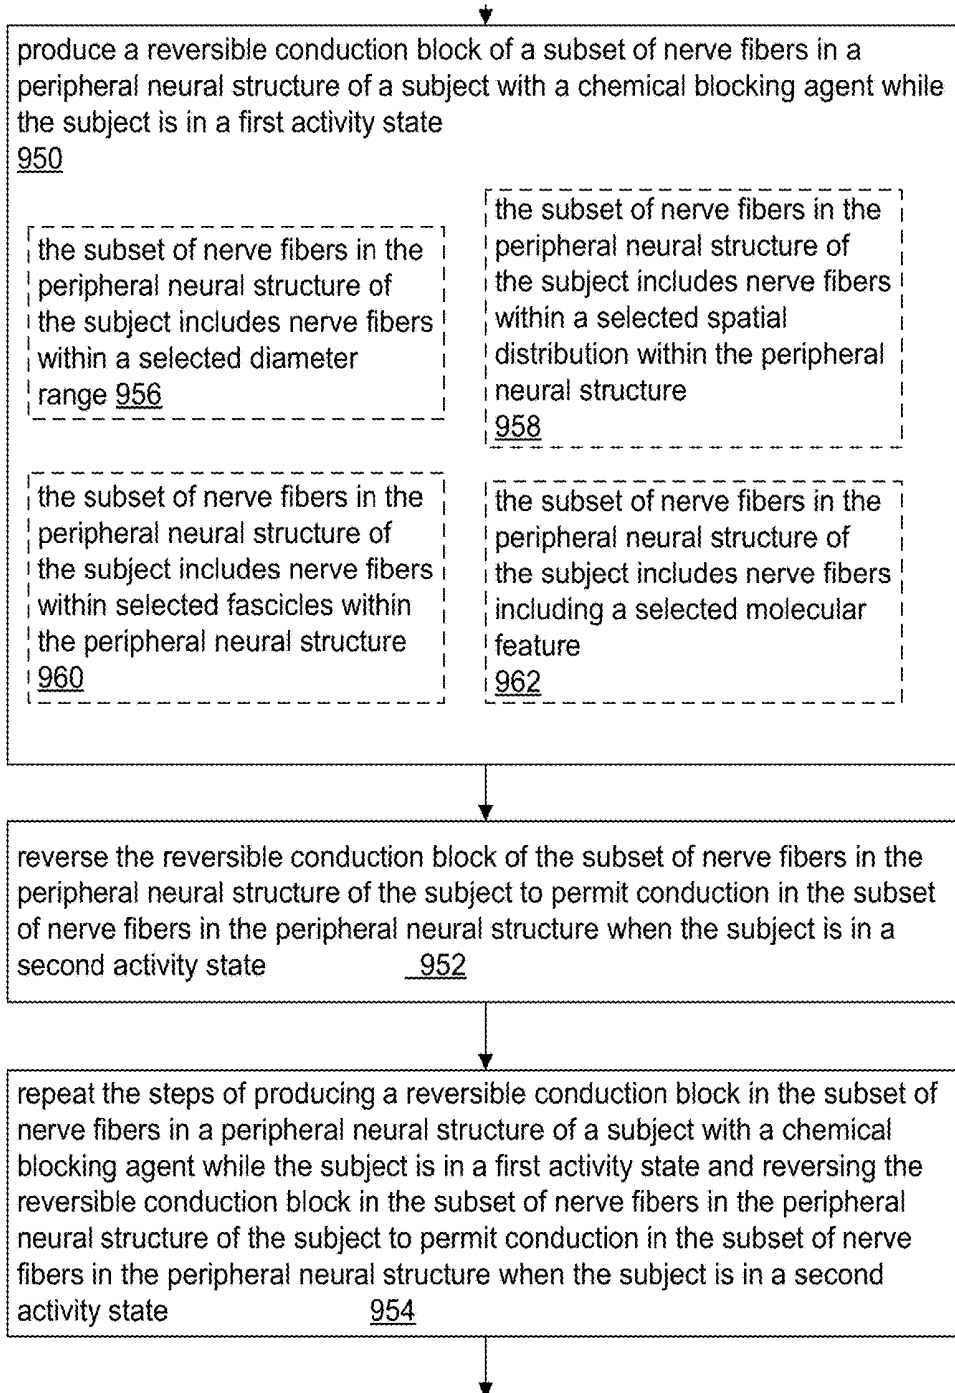 produce a reversible conduction block of a subset of nerve fibers in a
peripheral neural structure of a subject with a chemical blocking agent while
the subject is in a first activity state
950
the subset of nerve fibers in the
peripheral neural structure of
the subject includes nerve fibers
within a selected diameter
range 956
the subset of nerve fibers in the
peripheral neural structure of
the subject includes nerve fibers
within a selected spatial
distribution within the peripheral
neural structure
958
the subset of nerve fibers in the
peripheral neural structure of
the subject includes nerve fibers
within selected fascicles within
the peripheral neural structure
960
the subset of nerve fibers in the
peripheral neural structure of
the subject includes nerve fibers
including a selected molecular
feature
962
reverse the reversible conduction block of the subset of nerve fibers in the
peripheral neural structure of the subject to permit conduction in the subset
of nerve fibers in the peripheral neural structure when the subject is in a
second activity state 952
repeat the steps of producing a reversible conduction block in the subset of
nerve fibers in a peripheral neural structure of a subject with a chemical
blocking agent while the subject is in a first activity state and reversing the
reversible conduction block in the subset of nerve fibers in the peripheral
neural structure of the subject to permit conduction in the subset of nerve
fibers in the peripheral neural structure when the subject is in a second
activity state 954